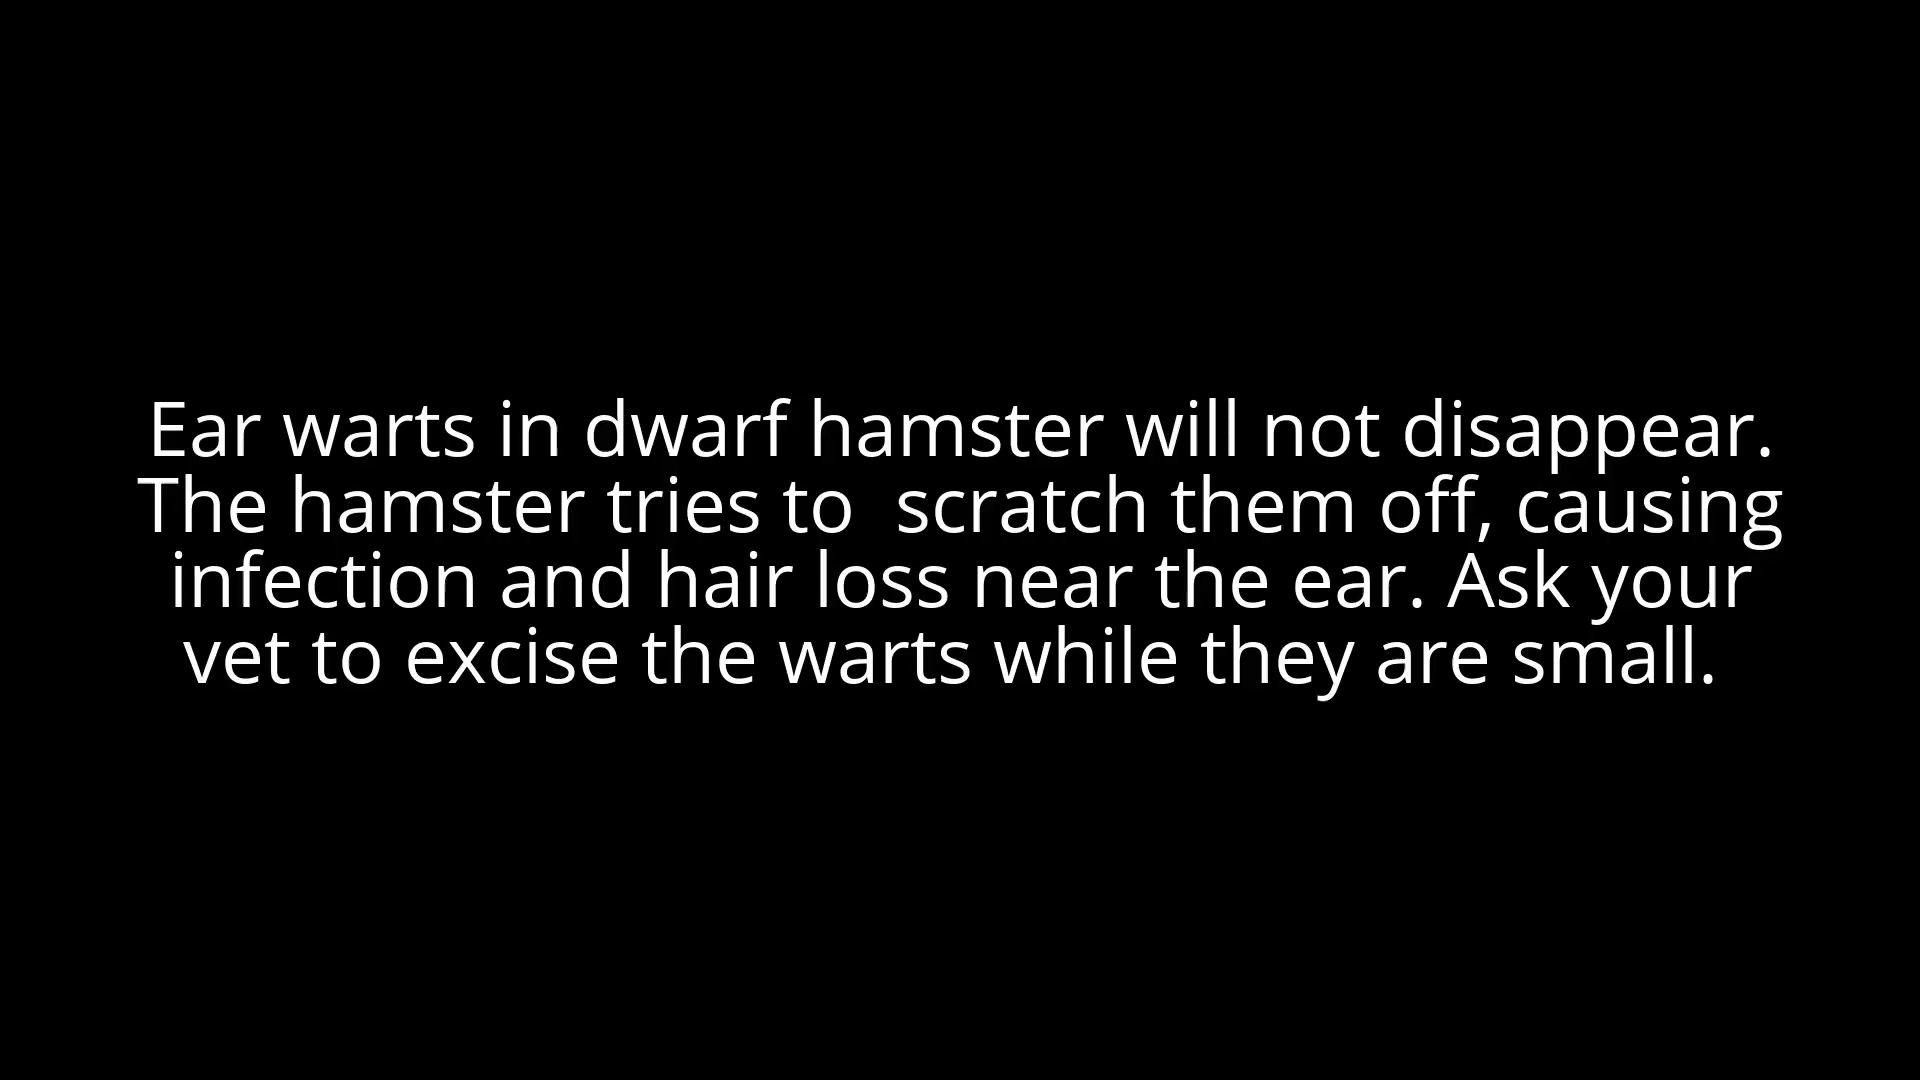 Ear warts in dwarf hamster will not disappear.
The hamster tries to  scratch them off, causing
infection and hair loss near the ear. Ask your
vet to excise the warts while they are small.